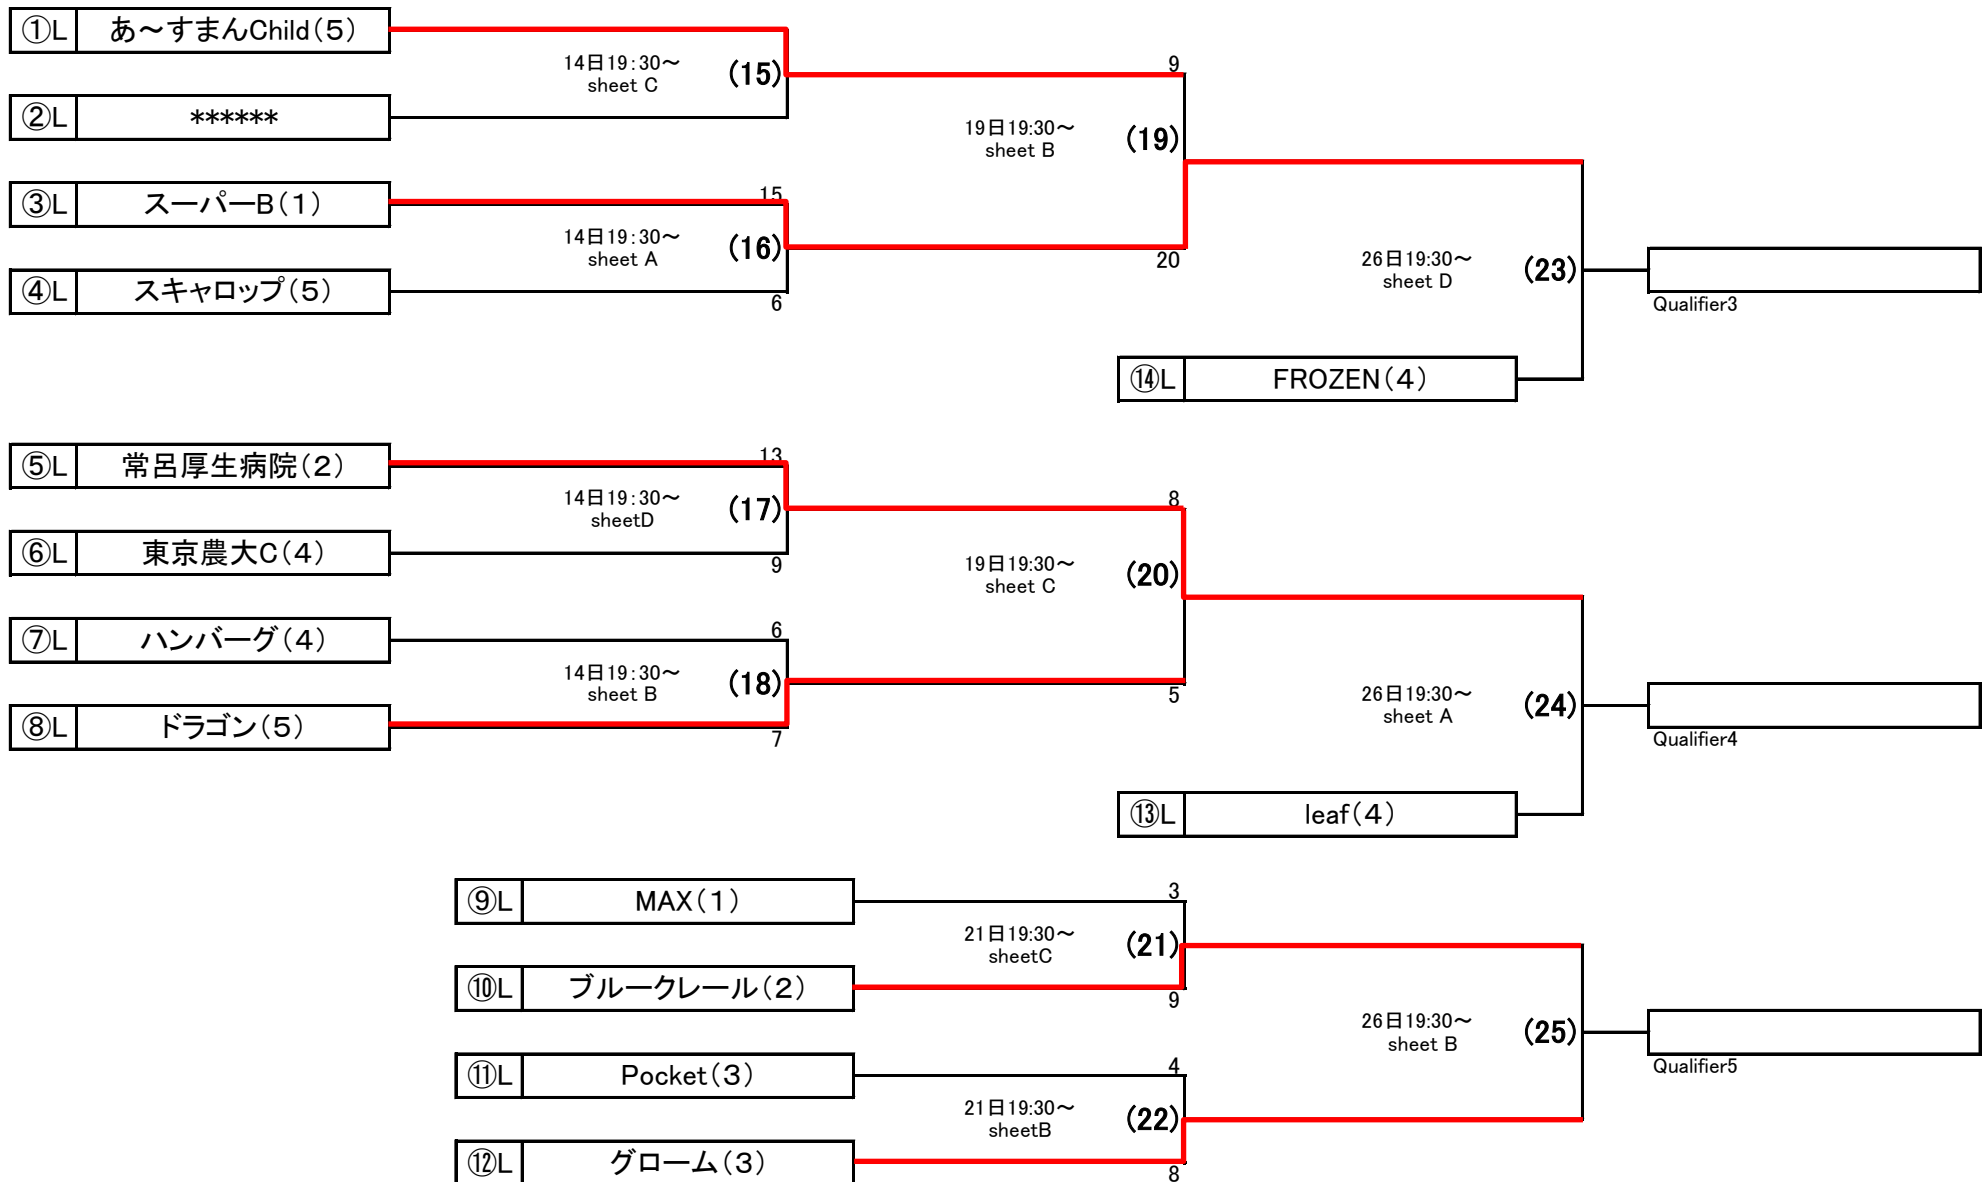 ①L あ～すまんChild（5）
14日19：30～
sheet C
(15)
9
②L ******
19日19:30～
sheet B
(19)
③L スーパーB（1）
15
14日19：30～
sheet A
(16)
20
④L スキャロップ（5）
6
26日19:30～
sheet D
(23)
Qualifier3
⑭L FROZEN（4）
⑤L 常呂厚生病院（2）
13
14日19：30～
sheetD
(17)
8
⑥L 東京農大C（4）
9
19日19:30～
sheet C
(20)
⑦L ハンバーグ（4）
6
14日19：30～
sheet B
(18)
5
⑧L ドラゴン（5）
7
26日19:30～
sheet A
(24)
Qualifier4
⑬L leaf（4）
⑨L MAX（1）
3
21日19:30～
sheetC
(21)
⑩L ブルークレール（2）
9
26日19:30～
sheet B
(25)
Qualifier5
⑪L Pocket（3）
4
21日19:30～
sheetB
(22)
⑫L グローム（3）
8